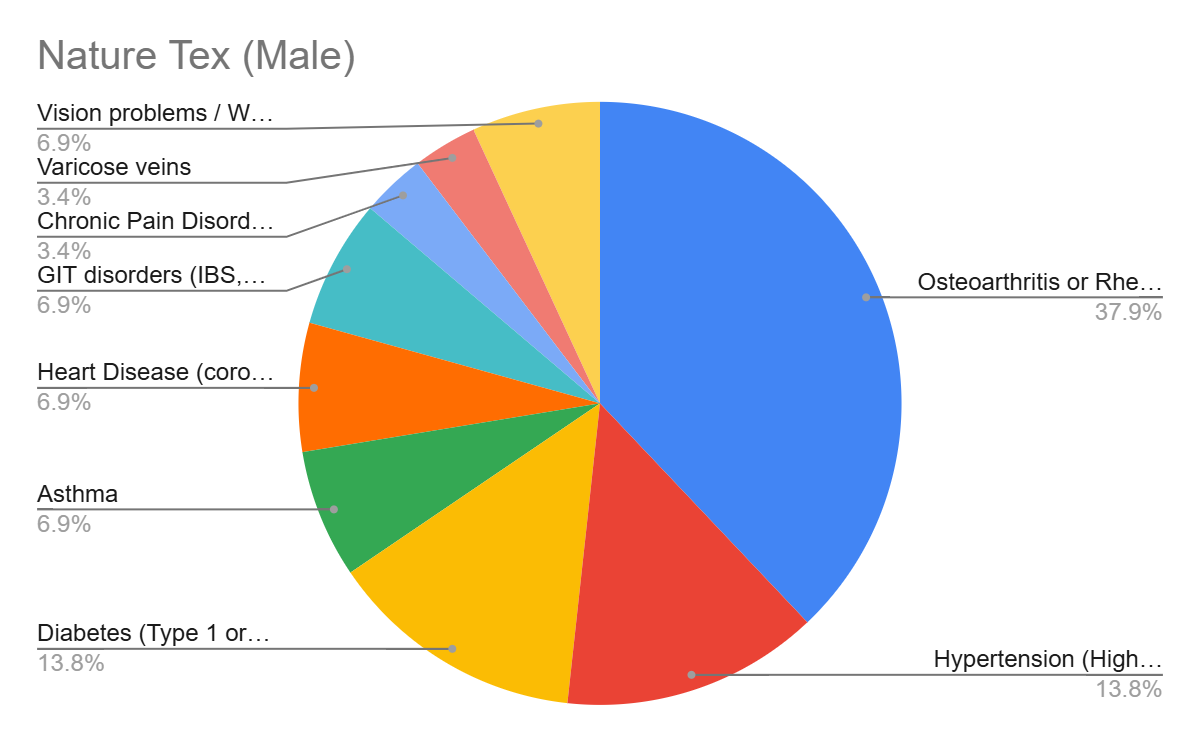 Nature Tex (Male)
Vision problems / W…
6.9%
Varicose veins
3.4%
Chronic Pain Disord…
3.4%
GIT disorders (IBS,…
6.9%
Heart Disease (coro…
6.9%
Asthma
6.9%
Diabetes (Type 1 or…
13.8%
Osteoarthritis or Rhe…
37.9%
Hypertension (High…
13.8%